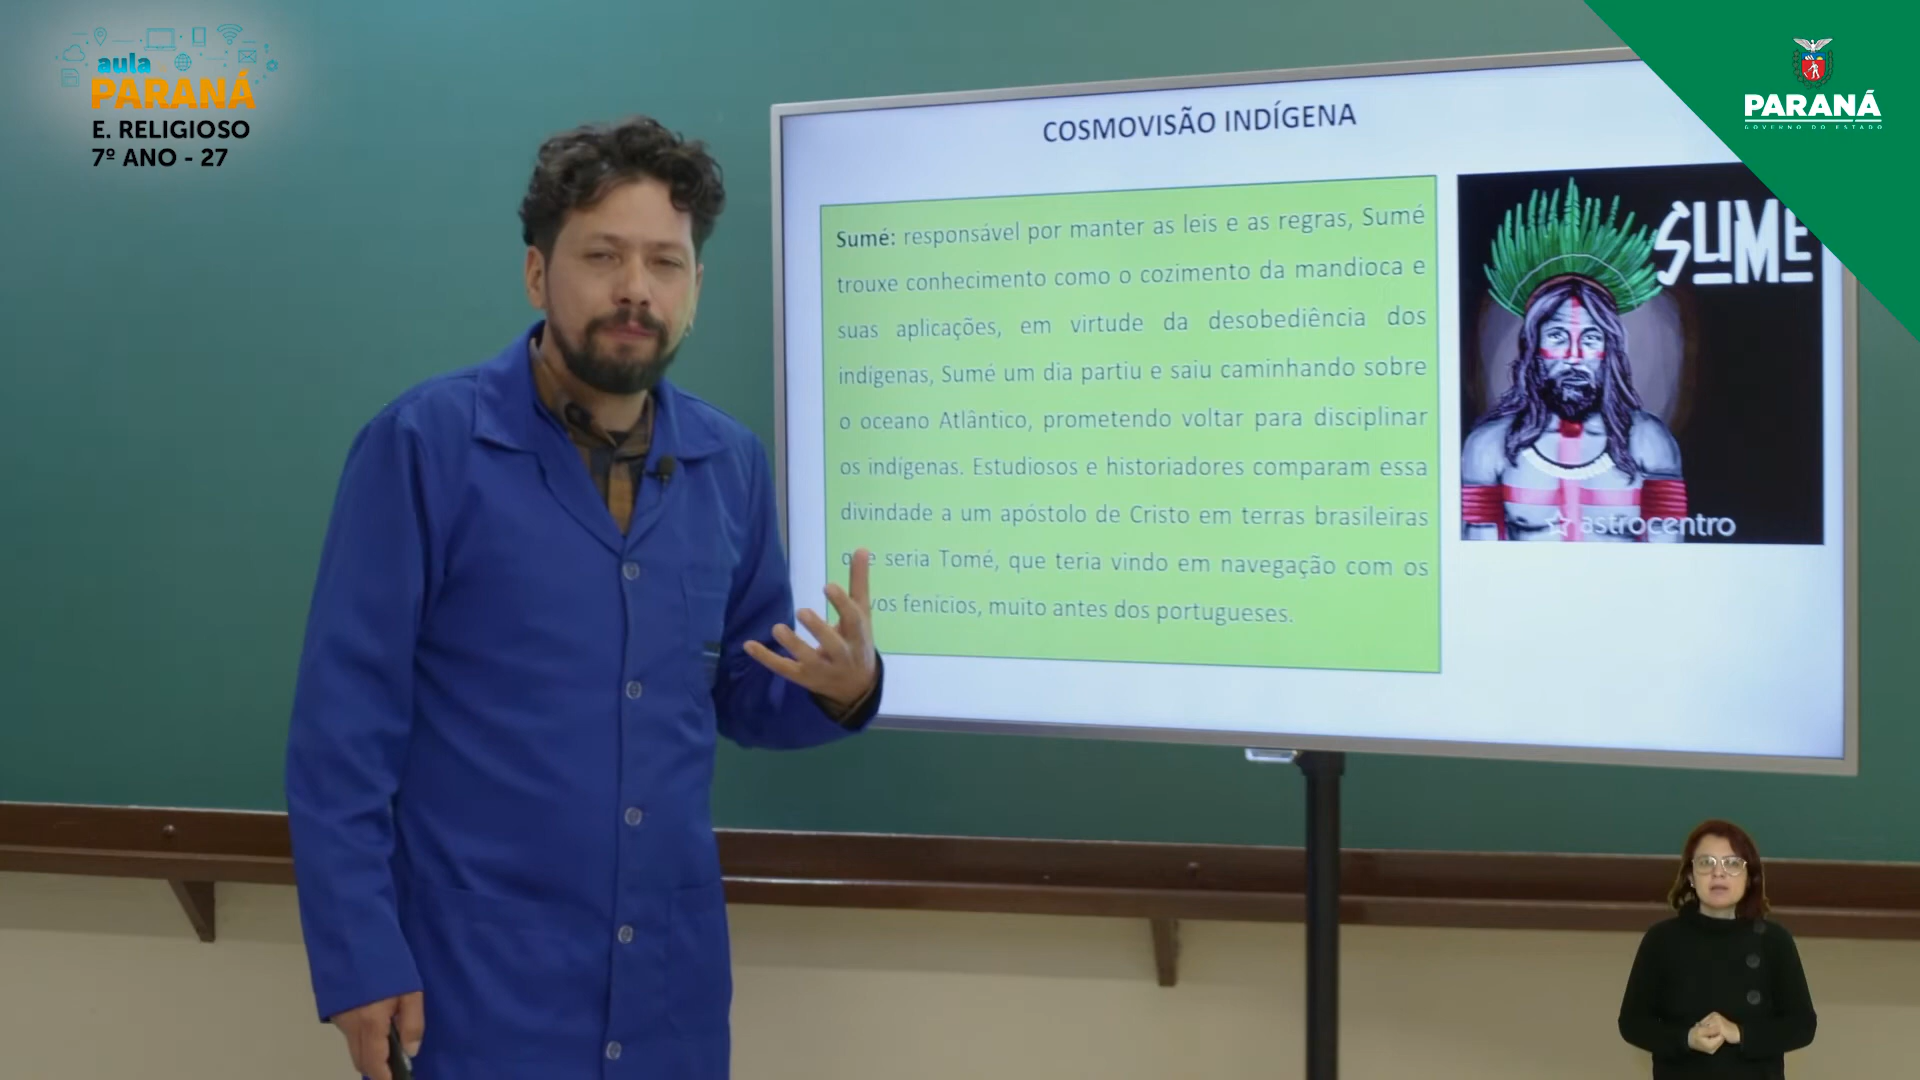 aula
PARANÁ
E. RELIGIOSO
7º ANO - 27
PARANÁ
GOVERNO DO ESTADO
COSMOVISÃO INDÍGENA
Sumé: responsável por manter as leis e as regras, Sumé
trouxe conhecimento como o cozimento da mandioca e
suas aplicações, em virtude da desobediência dos
indígenas, Sumé um dia partiu e saiu caminhando sobre
o oceano Atlântico, prometendo voltar para disciplinar
os indígenas. Estudiosos e historiadores comparam essa
divindade a um apóstolo de Cristo em terras brasileiras
que seria Tomé, que teria vindo em navegação com os
fenícios, muito antes dos portugueses.
SUMÉ
astrocentro